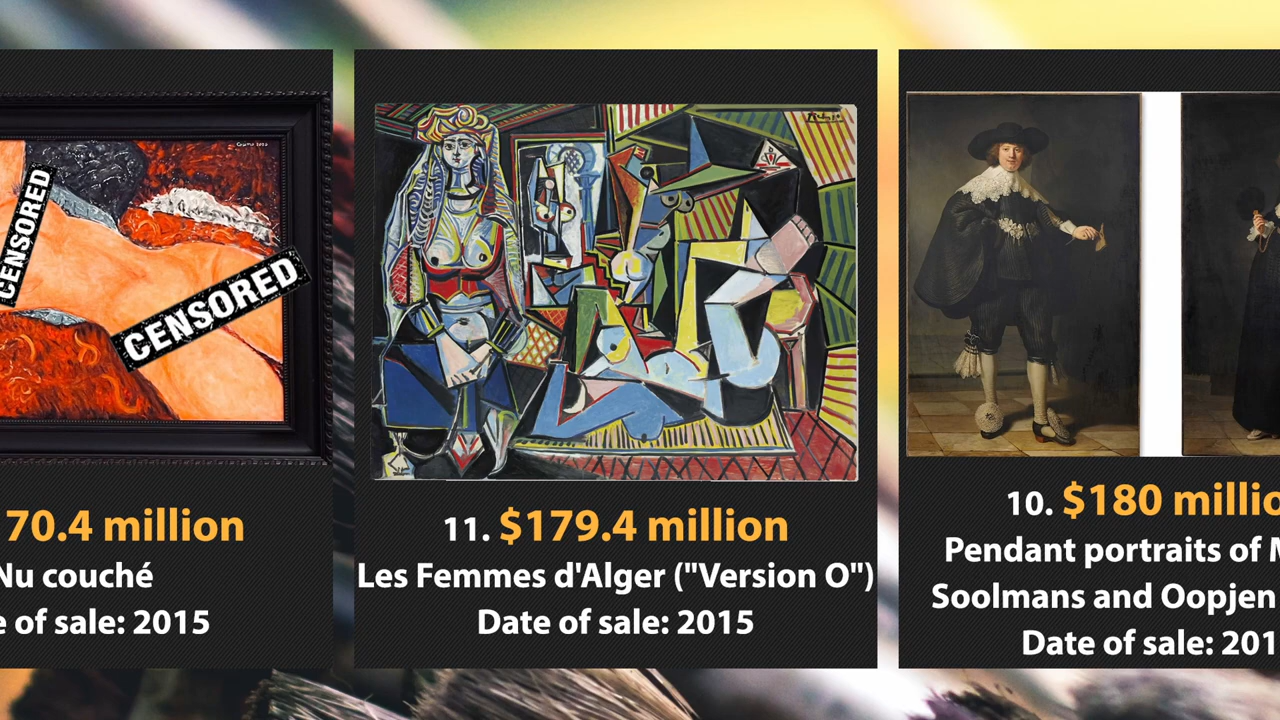 CENSORED
CENSORED
70.4 million
Nu couché
e of sale: 2015
11. $179.4 million
Les Femmes d'Alger ("Version O")
Date of sale: 2015
10. $180 millio
Pendant portraits of M
Soolmans and Oopjen
Date of sale: 201